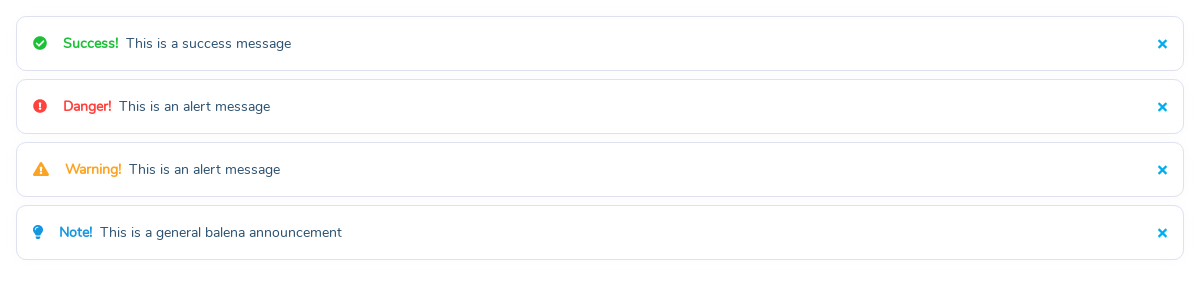 Success! This is a success message
Danger! This is an alert message
Warning! This is an alert message
Note! This is a general balena announcement